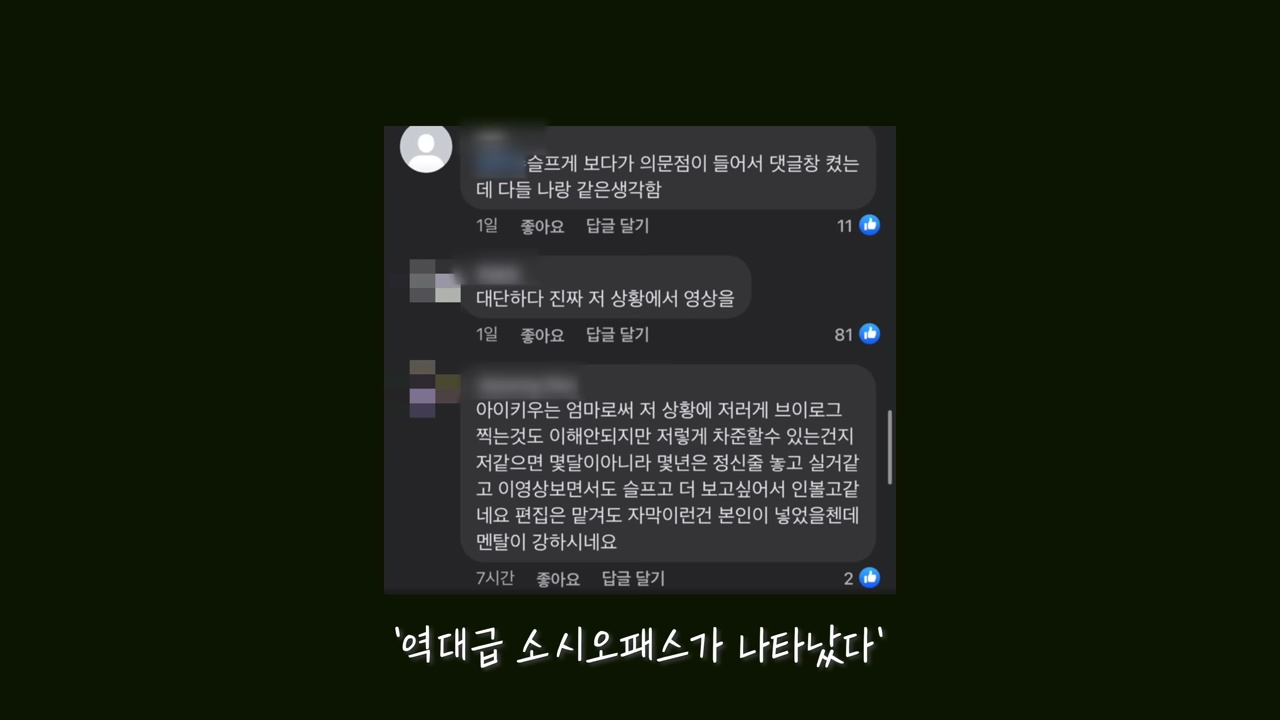 슬프게 보다가 의문점이 들어서 댓글창 켰는
데 다들 나랑 같은생각함
1일 좋아요 답글 달기 11
대단하다 진짜 저 상황에서 영상을
1일 좋아요 답글 달기 81
아이키우는 엄마로써 저 상황에 저러게 브이로그
찍는것도 이해안되지만 저렇게 차준할수 있는건지
저같으면 몇달이아니라 몇년은 정신줄 놓고 실거같
고 이영상보면서도 슬프고 더 보고싶어서 인볼고같
네요 편집은 맡겨도 자막이런건 본인이 넣었을첸데
멘탈이 강하시네요
7시간 좋아요 답글 달기 2
'역대급 소시오패스가 나타났다'